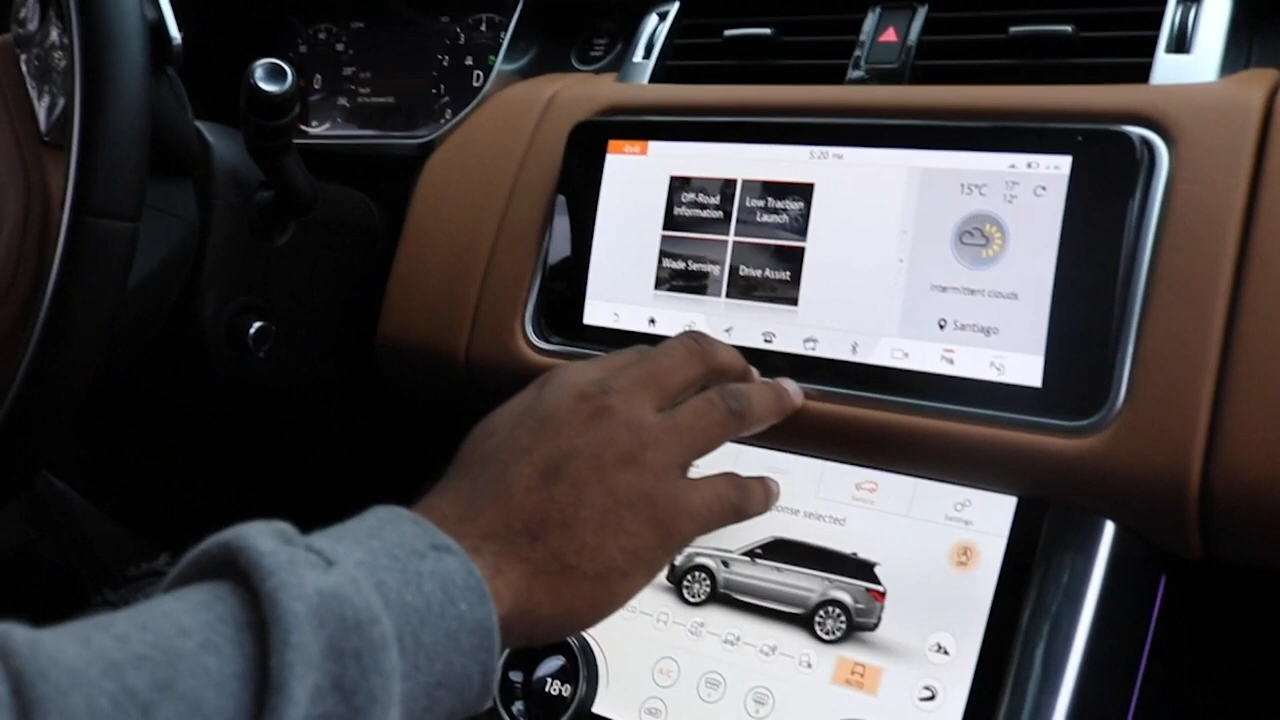 D
4x4
5:20 PM
Off-Road
Information
Low Traction
Launch
Wade Sensing
Drive Assist
15°C
17°
12°
Intermittent clouds
Santiago
Vehicle
Settings
selected
AUTO
A/C
18.0